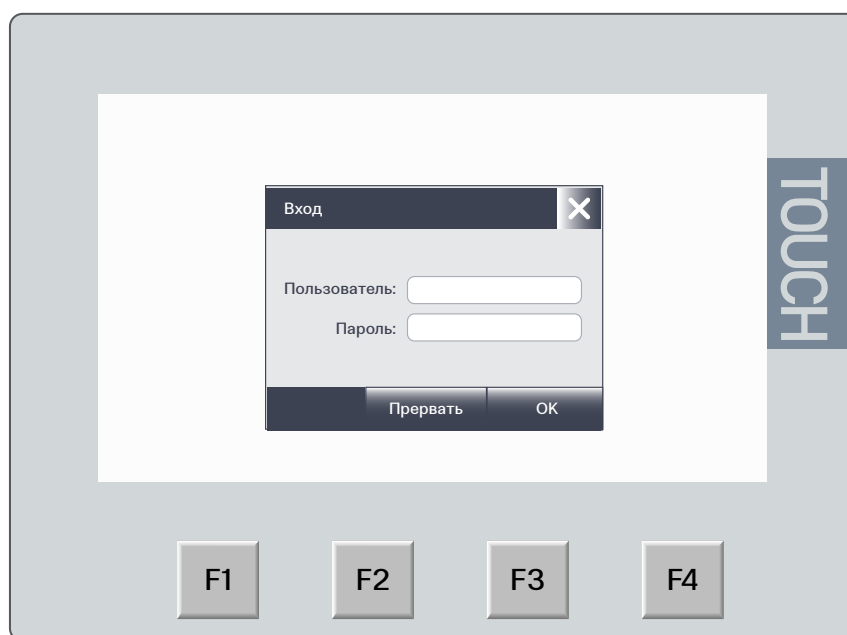 Вход
Пользователь:
Пароль:
Прервать OK
TOUCH
F1 F2 F3 F4